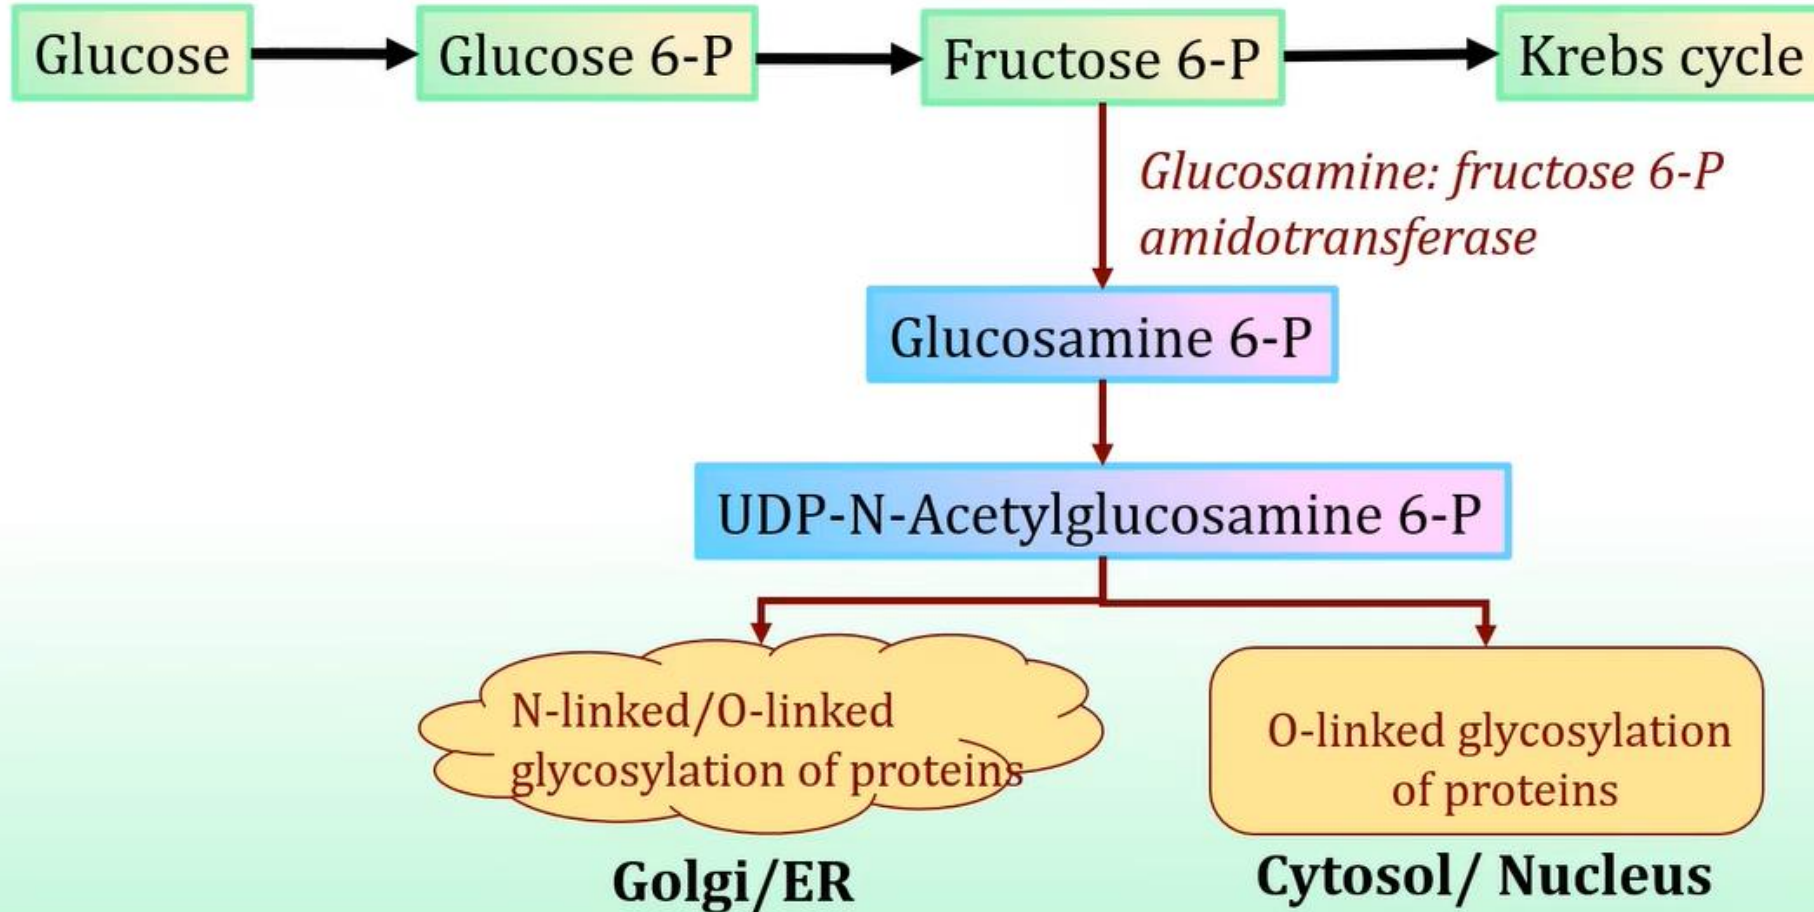 Glucose
Glucose 6-P
Fructose 6-P
Krebs cycle
Glucosamine: fructose 6-P
amidotransferase
Glucosamine 6-P
UDP-N-Acetylglucosamine 6-P
N-linked/O-linked
glycosylation of proteins
O-linked glycosylation
of proteins
Golgi/ER
Cytosol/ Nucleus